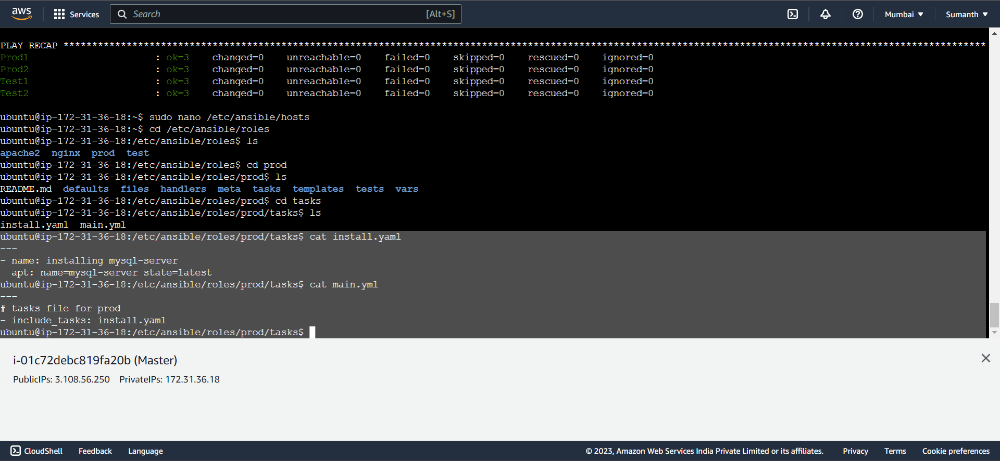 aws Services Search [Alt+S] Mumbai ▼ Sumanth ▼
PLAY RECAP *****************************************************************************************************************************************************************
Prod1 : ok=3 changed=0 unreachable=0 failed=0 skipped=0 rescued=0 ignored=0
Prod2 : ok=3 changed=0 unreachable=0 failed=0 skipped=0 rescued=0 ignored=0
Test1 : ok=3 changed=0 unreachable=0 failed=0 skipped=0 rescued=0 ignored=0
Test2 : ok=3 changed=0 unreachable=0 failed=0 skipped=0 rescued=0 ignored=0
ubuntu@ip-172-31-36-18:~$ sudo nano /etc/ansible/hosts
ubuntu@ip-172-31-36-18:~$ cd /etc/ansible/roles
ubuntu@ip-172-31-36-18:/etc/ansible/roles$ ls
apache2 nginx prod test
ubuntu@ip-172-31-36-18:/etc/ansible/roles$ cd prod
ubuntu@ip-172-31-36-18:/etc/ansible/roles/prod$ ls
README.md defaults files handlers meta tasks templates tests vars
ubuntu@ip-172-31-36-18:/etc/ansible/roles/prod$ cd tasks
ubuntu@ip-172-31-36-18:/etc/ansible/roles/prod/tasks$ ls
install.yaml main.yml
ubuntu@ip-172-31-36-18:/etc/ansible/roles/prod/tasks$ cat install.yaml
---
- name: installing mysql-server
  apt: name=mysql-server state=latest
ubuntu@ip-172-31-36-18:/etc/ansible/roles/prod/tasks$ cat main.yml
---
# tasks file for prod
- include_tasks: install.yaml
ubuntu@ip-172-31-36-18:/etc/ansible/roles/prod/tasks$
i-01c72debc819fa20b (Master)
PublicIPs: 3.108.56.250 PrivateIPs: 172.31.36.18
CloudShell Feedback Language © 2023, Amazon Web Services India Private Limited or its affiliates. Privacy Terms Cookie preferences